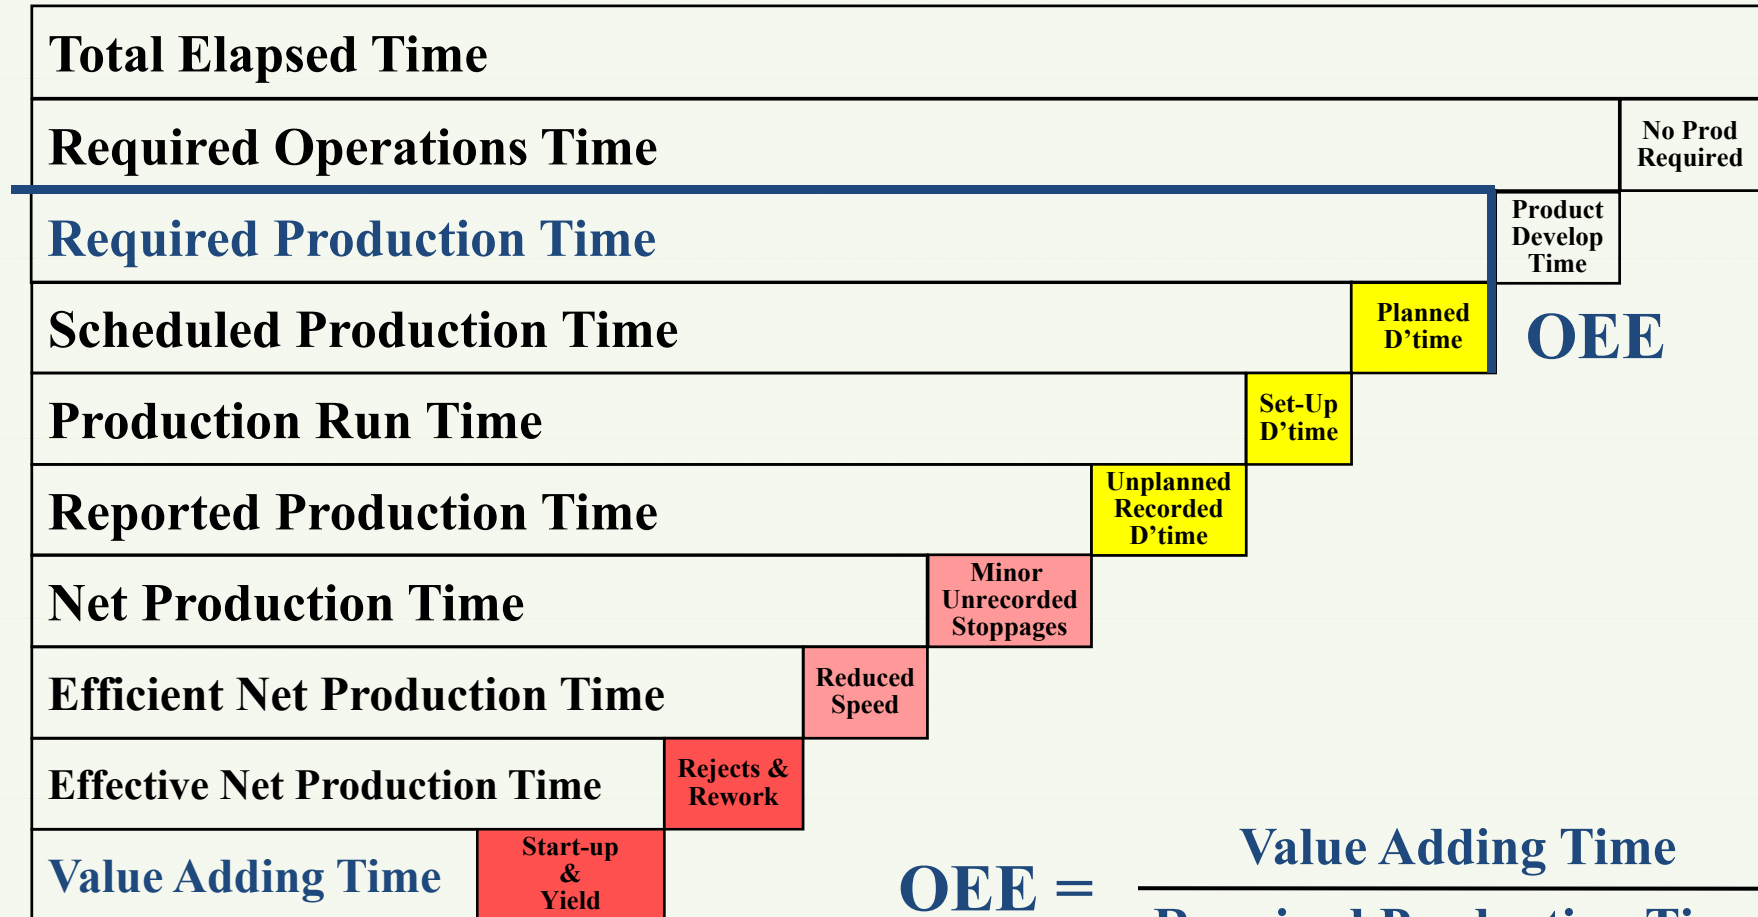 Total Elapsed Time
Required Operations Time
No Prod
Required
Required Production Time
Product
Develop
Time
Scheduled Production Time
Planned
D’time
OEE
Production Run Time
Set-Up
D’time
Reported Production Time
Unplanned
Recorded
D’time
Net Production Time
Minor
Unrecorded
Stoppages
Efficient Net Production Time
Reduced
Speed
Effective Net Production Time
Rejects &
Rework
Value Adding Time
Start-up
&
Yield
OEE =
Value Adding Time
Required Production